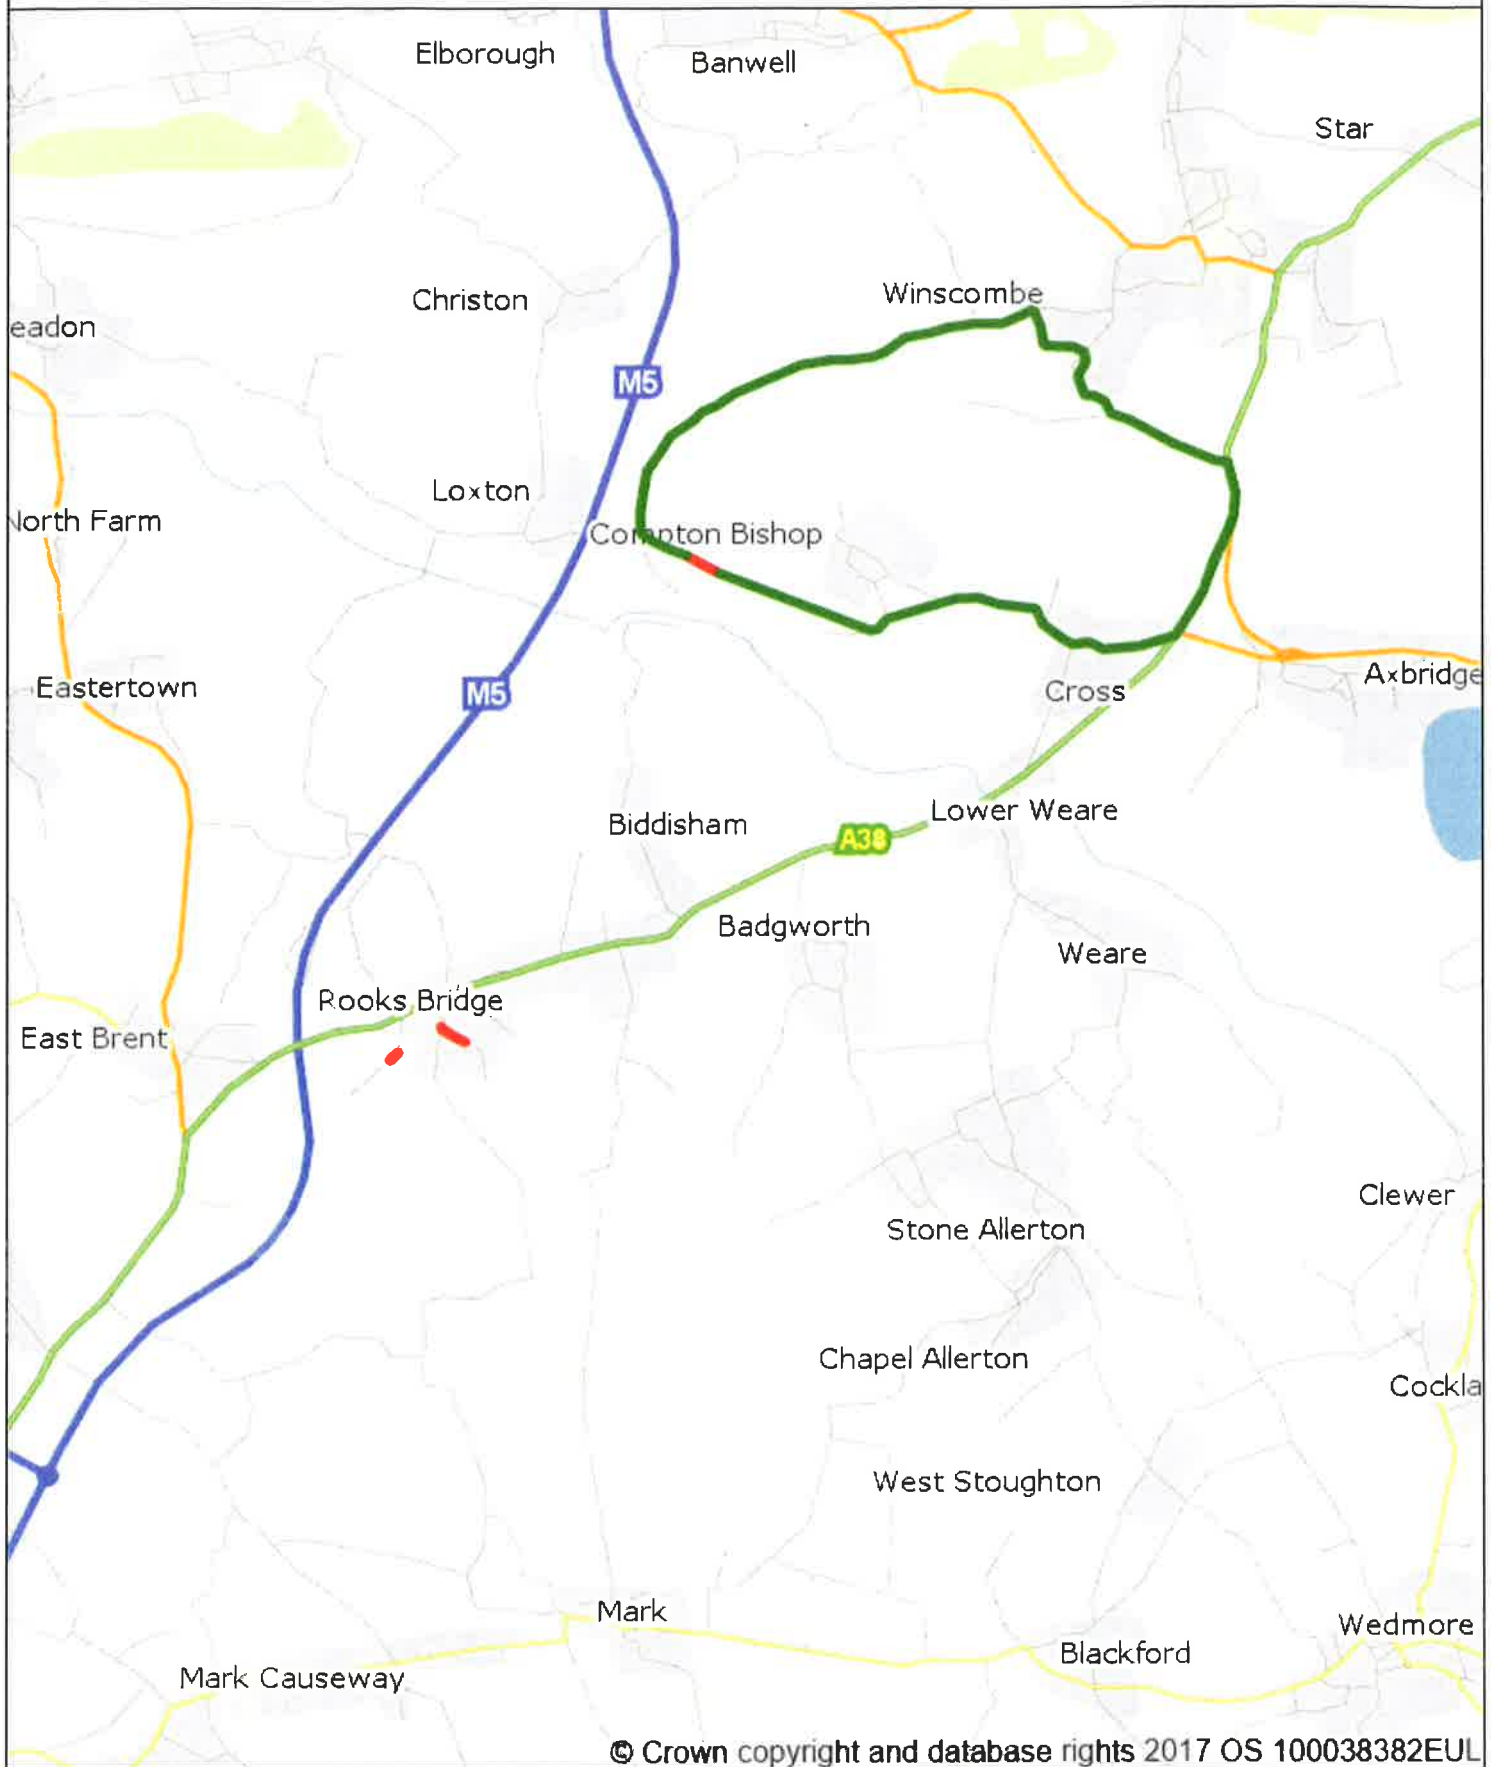 Elborough
Banwell
Star
Winscombe
Christon
eadon
M5
Loxton
North Farm
Compton Bishop
Axbridge
Eastertown
M5
Cross
Lower Weare
Biddisham
A38
Badgworth
Weare
Rooks Bridge
East Brent
Clewer
Stone Allerton
Chapel Allerton
Cockla
West Stoughton
Mark
Wedmore
Blackford
Mark Causeway
© Crown copyright and database rights 2017 OS 100038382EUL